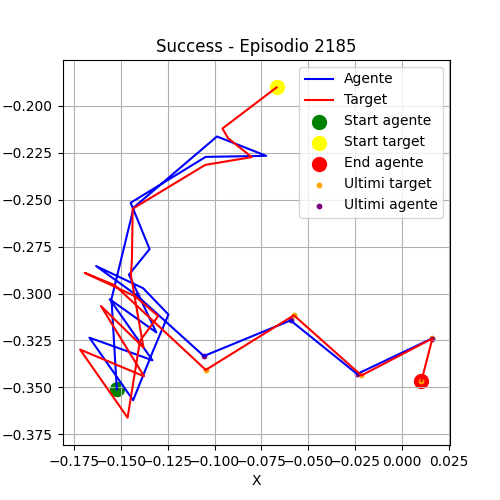 Success - Episodio 2185
Agente
Target
Start agente
Start target
End agente
Ultimi target
Ultimi agente
−0.200
−0.225
−0.250
−0.275
−0.300
−0.325
−0.350
−0.375
−0.175 −0.150 −0.125 −0.100 −0.075 −0.050 −0.025 0.000 0.025
X